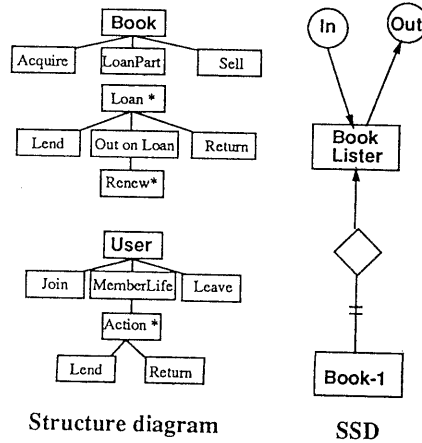 Book
Acquire
LoanPart
Sell
Loan *
Lend
Out on Loan
Return
Renew*
User
Join
MemberLife
Leave
Action *
Lend
Return
Structure diagram
In
Out
Book
Lister
Book-1
SSD